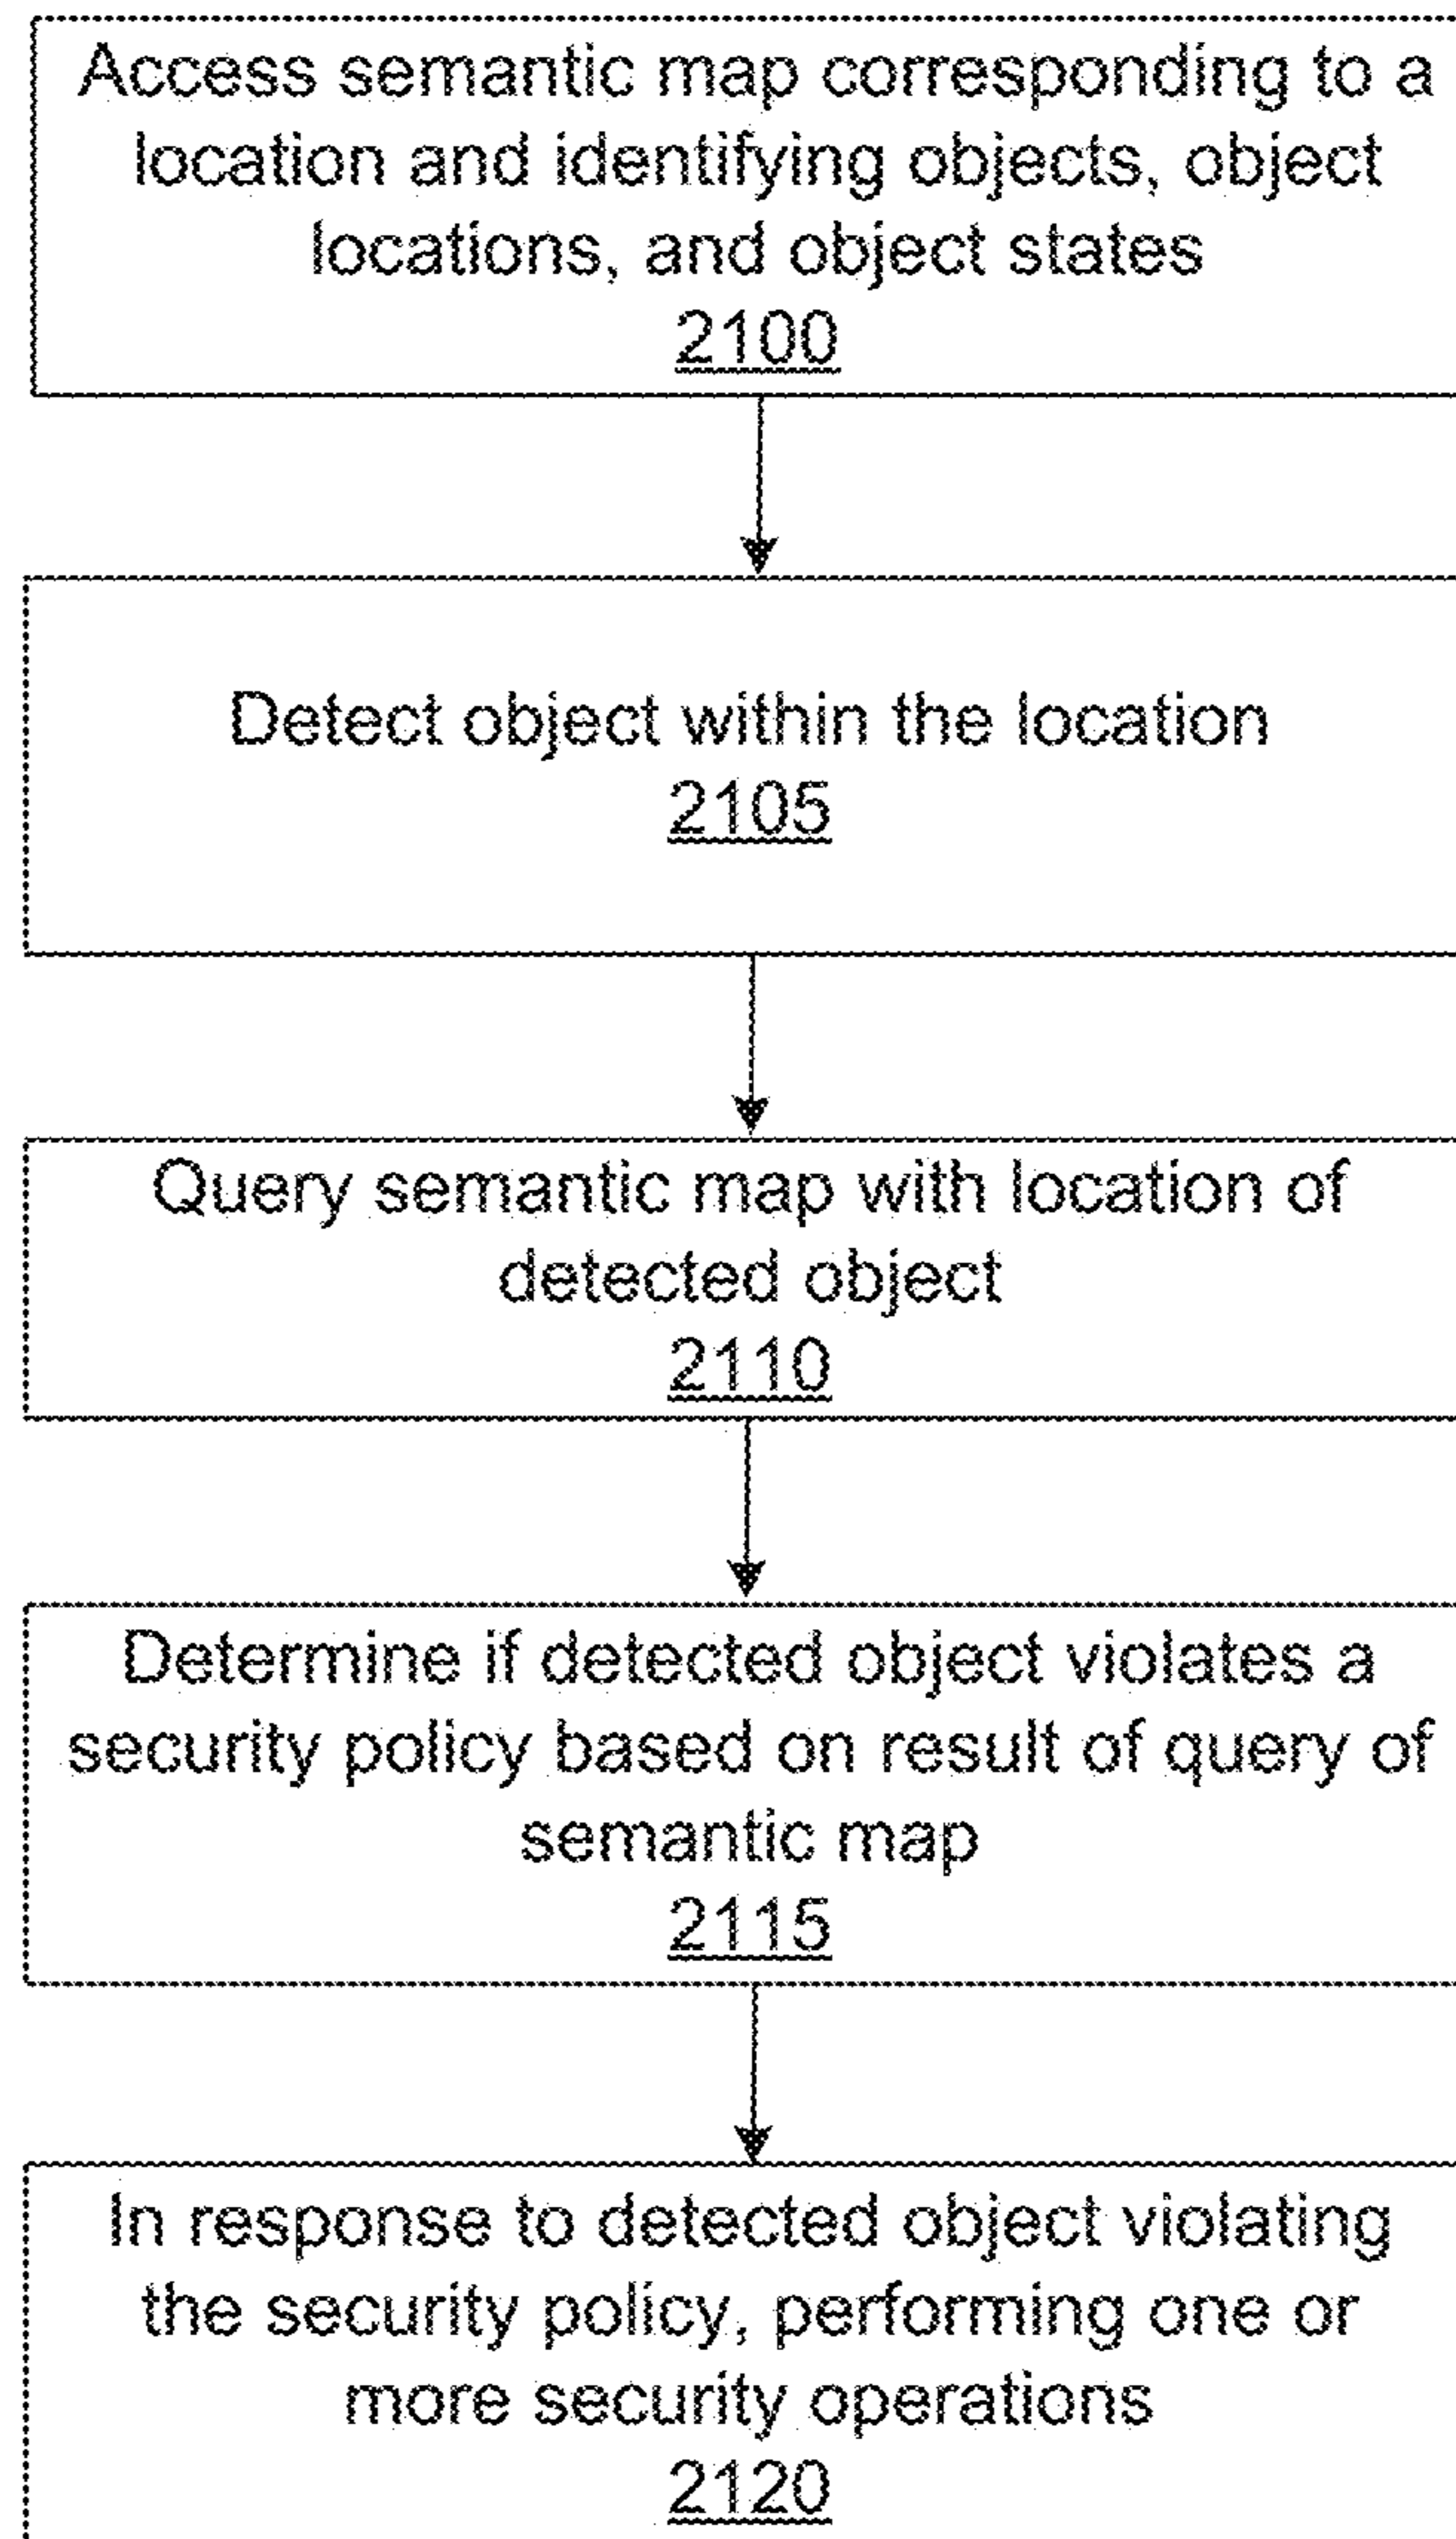 Access semantic map corresponding to a
location and identifying objects, object
locations, and object states
2100
Detect object within the location
2105
Query semantic map with location of
detected object
2110
Determine if detected object violates a
security policy based on result of query of
semantic map
2115
In response to detected object violating
the security policy, performing one or
more security operations
2120